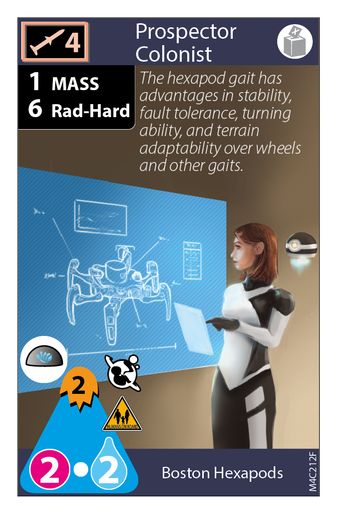 4
Prospector
Colonist
1 MASS
6 Rad-Hard
The hexapod gait has
advantages in stability,
fault tolerance, turning
ability, and terrain
adaptability over wheels
and other gaits.
2
2 • 2
Boston Hexapods
M4C212F